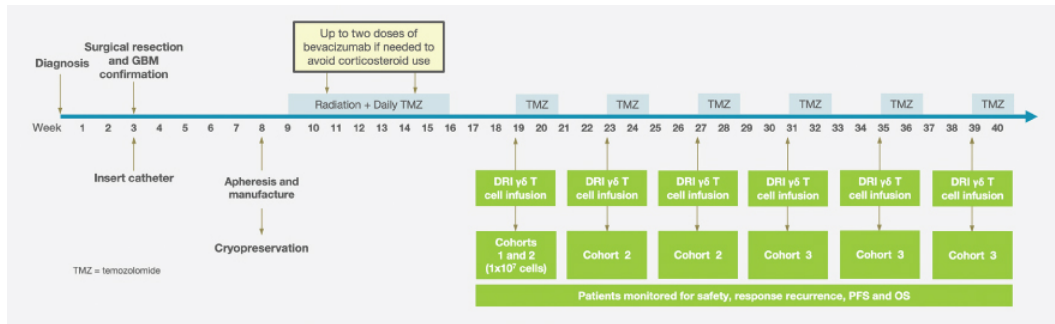 Up to two doses of
bevacizumab if needed to
avoid corticosteroid use
Surgical resection
and GBM
confirmation
Diagnosis
Radiation + Daily TMZ
TMZ
TMZ
TMZ
TMZ
TMZ
TMZ
Week 1 2 3 4 5 6 7 8 9 10 11 12 13 14 15 16 17 18 19 20 21 22 23 24 25 26 27 28 29 30 31 32 33 34 35 36 37 38 39 40
Insert catheter
Apheresis and
manufacture
Cryopreservation
DRI γδ T
cell infusion
DRI γδ T
cell infusion
DRI γδ T
cell infusion
DRI γδ T
cell infusion
DRI γδ T
cell infusion
DRI γδ T
cell infusion
Cohorts
1 and 2
(1x10⁷ cells)
Cohort 2
Cohort 2
Cohort 3
Cohort 3
Cohort 3
TMZ = temozolomide
Patients monitored for safety, response recurrence, PFS and OS